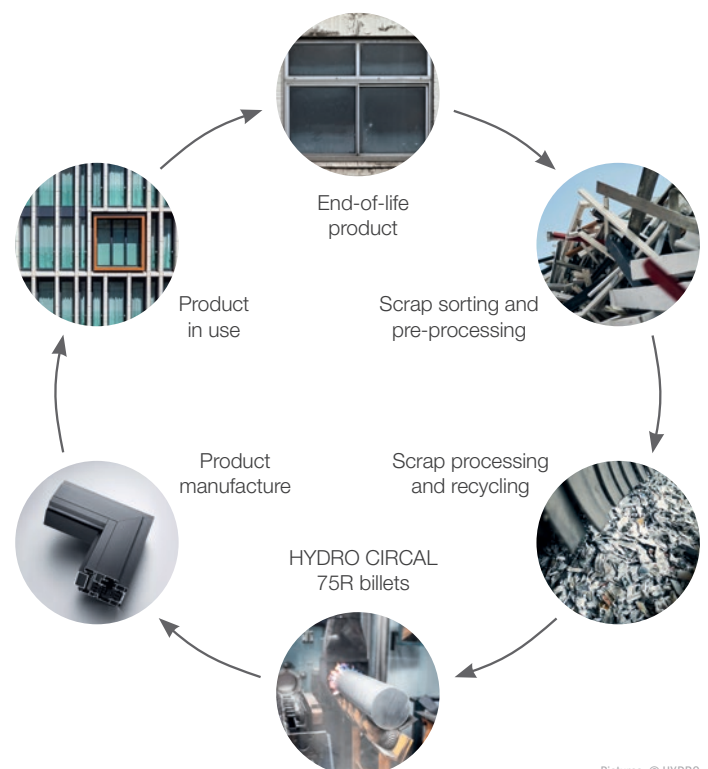 End-of-life
product
Product
in use
Scrap sorting and
pre-processing
Product
manufacture
Scrap processing
and recycling
HYDRO CIRCAL
75R billets